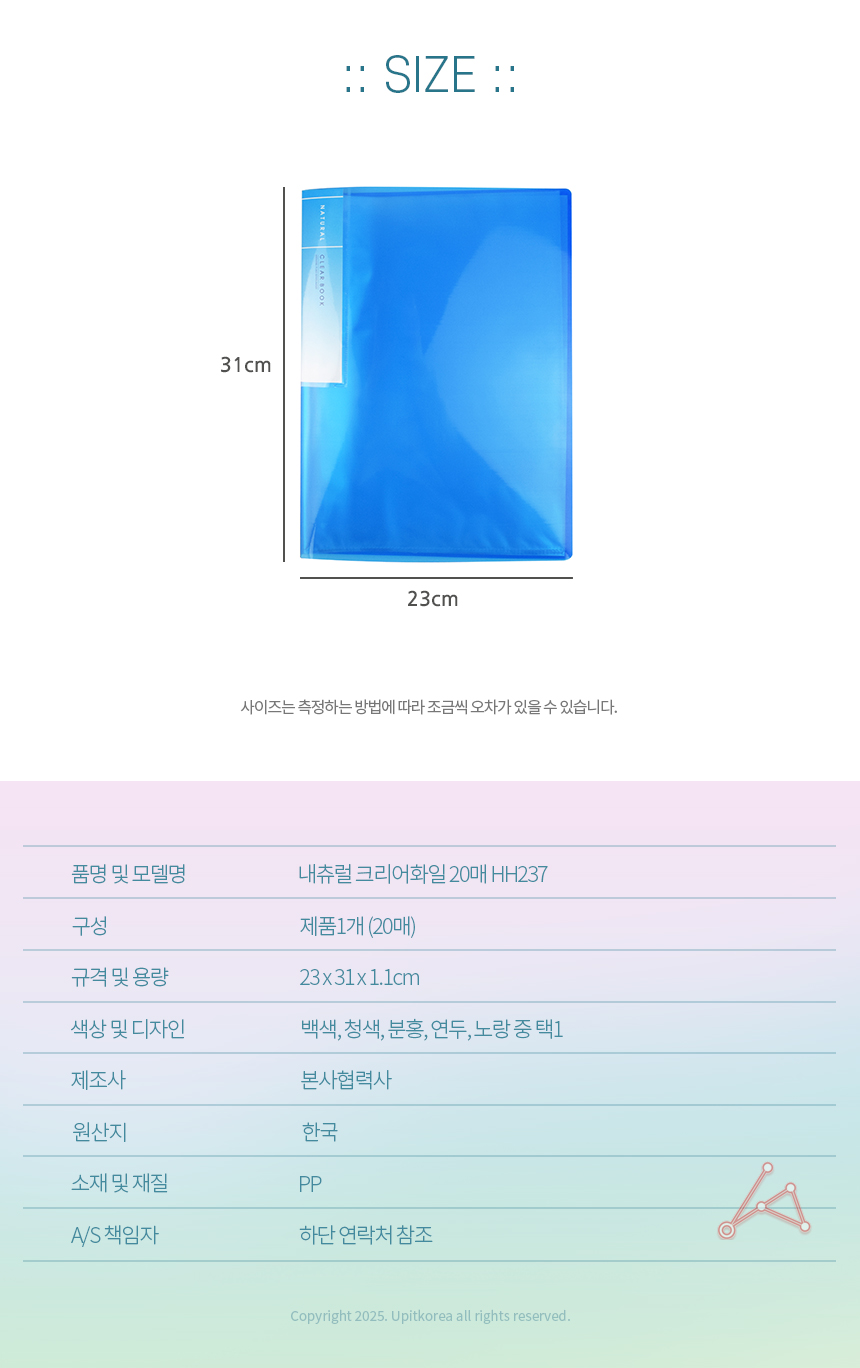 :: SIZE ::
NATURAL CLEAR BOOK
31cm
23cm
사이즈는 측정하는 방법에 따라 조금씩 오차가 있을 수 있습니다.
품명 및 모델명 내츄럴 크리어화일 20매 HH237
구성 제품1개 (20매)
규격 및 용량 23 x 31 x 1.1cm
색상 및 디자인 백색, 청색, 분홍, 연두, 노랑 중 택1
제조사 본사협력사
원산지 한국
소재 및 재질 PP
A/S 책임자 하단 연락처 참조
Copyright 2025. Upitkorea all rights reserved.